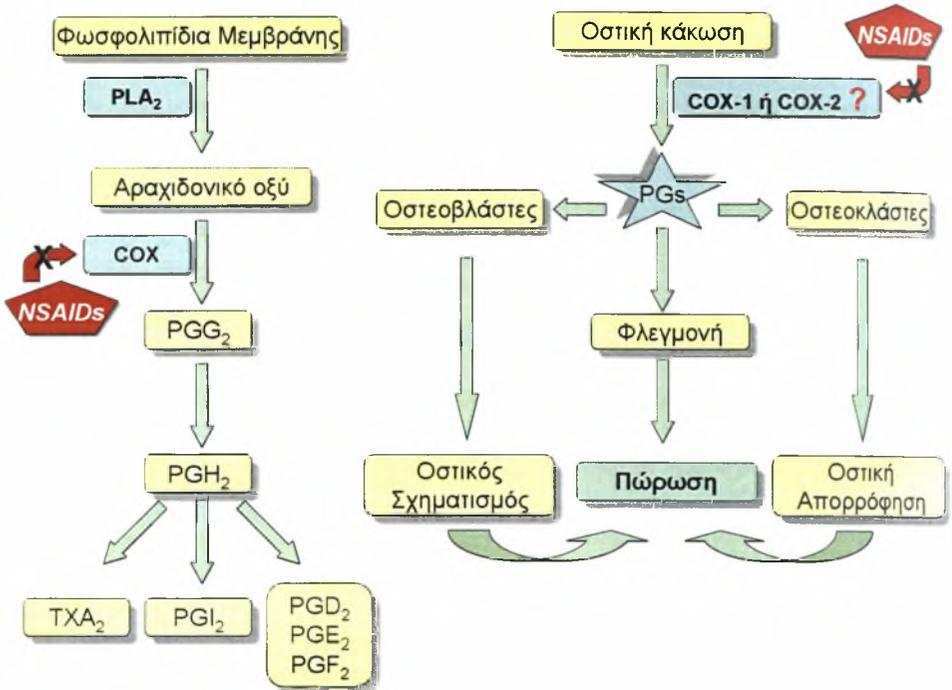 Φωσφολιπίδια Μεμβράνης
PLA₂
Αραχιδονικό οξύ
COX
NSAIDs
PGG₂
PGH₂
TXA₂
PGI₂
PGD₂
PGE₂
PGF₂
Οστική κάκωση
NSAIDs
COX-1 ή COX-2 ?
PGs
Οστεοβλάστες
Οστεοκλάστες
Φλεγμονή
Οστικός
Σχηματισμός
Πώρωση
Οστική
Απορρόφηση